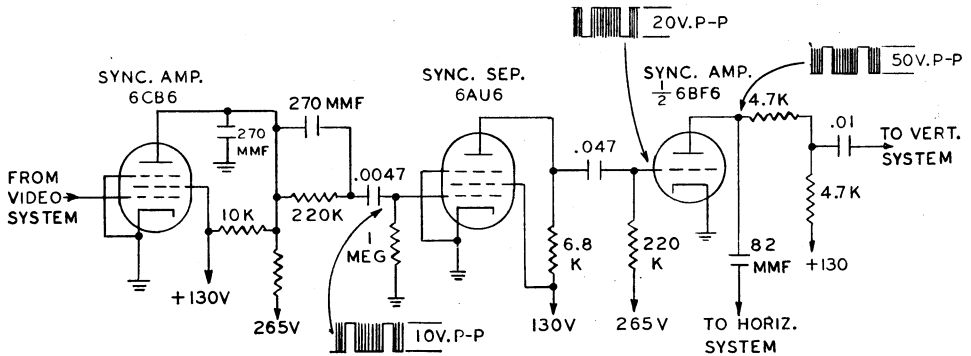 20V.P-P
50V.P-P
SYNC. AMP.
6CB6
SYNC. SEP.
6AU6
SYNC. AMP.
1/2 6BF6
270 MMF
270
MMF
4.7K
.01
TO VERT.
SYSTEM
.0047
.047
FROM
VIDEO
SYSTEM
10K
220K
1
MEG
6.8
K
220
K
82
MMF
4.7K
+130
+130V
265V
10V.P-P
130V
265V
TO HORIZ.
SYSTEM